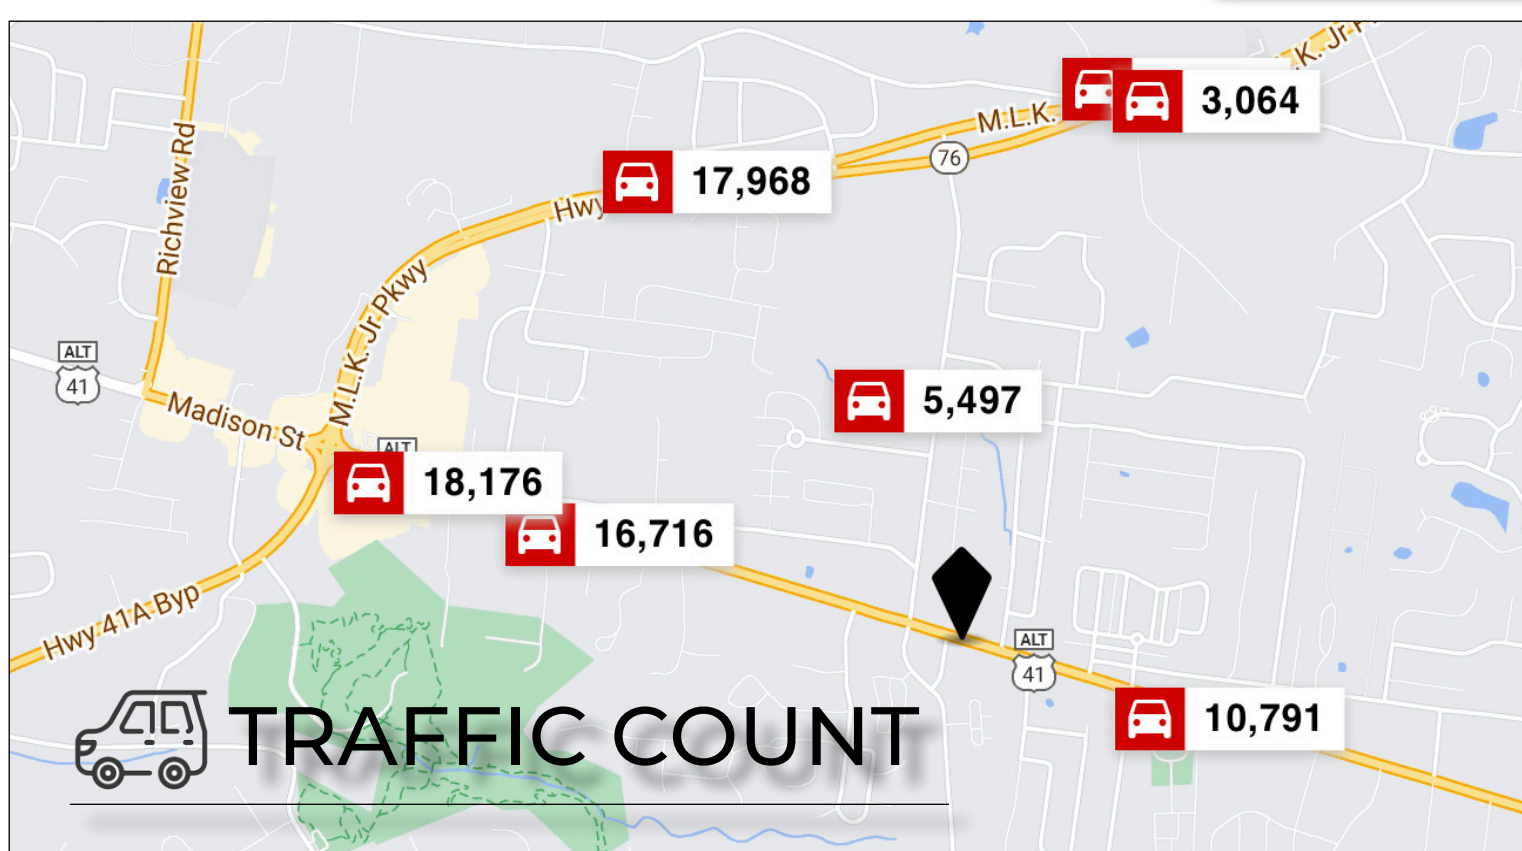 .K. Jr P
M.L.K.
3,064
76
17,968
Hwy
Richview Rd
M.L.K. Jr Pkwy
ALT
41
Madison St
5,497
ALT
18,176
16,716
Hwy 41A Byp
ALT
41
10,791
TRAFFIC COUNT